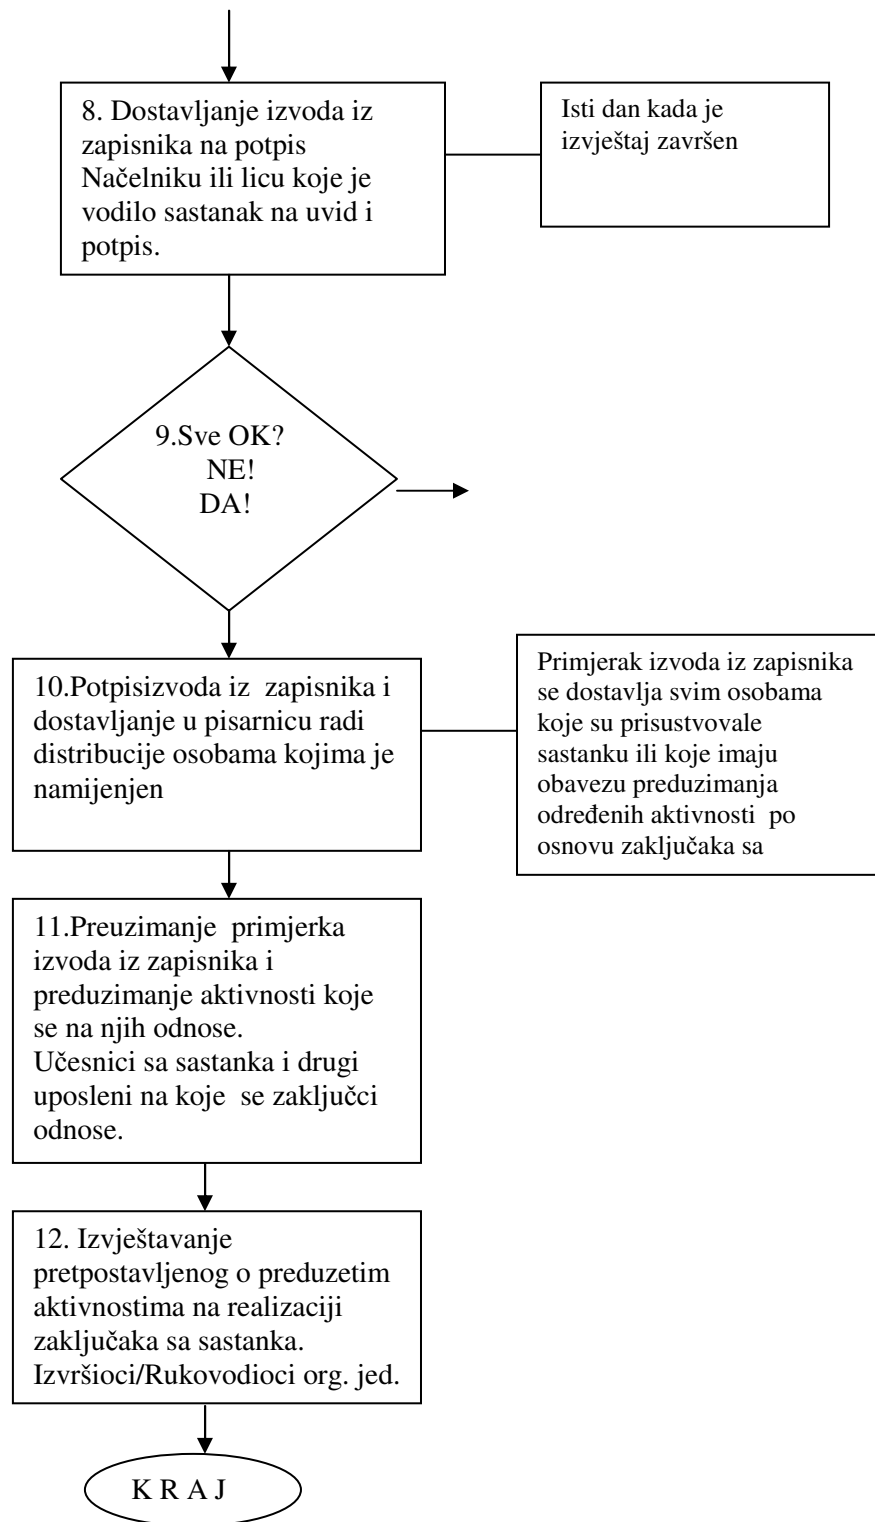 8. Dostavljanje izvoda iz
zapisnika na potpis
Načelniku ili licu koje je
vodilo sastanak na uvid i
potpis.
Isti dan kada je
izvještaj završen
9.Sve OK?
NE!
DA!
10.Potpisizvoda iz  zapisnika i
dostavljanje u pisarnicu radi
distribucije osobama kojima je
namijenjen
Primjerak izvoda iz zapisnika
se dostavlja svim osobama
koje su prisustvovale
sastanku ili koje imaju
obavezu preduzimanja
određenih aktivnosti  po
osnovu zaključaka sa
11.Preuzimanje  primjerka
izvoda iz zapisnika i
preduzimanje aktivnosti koje
se na njih odnose.
Učesnici sa sastanka i drugi
uposleni na koje  se zaključci
odnose.
12. Izvještavanje
pretpostavljenog o preduzetim
aktivnostima na realizaciji
zaključaka sa sastanka.
Izvršioci/Rukovodioci org. jed.
K R A J